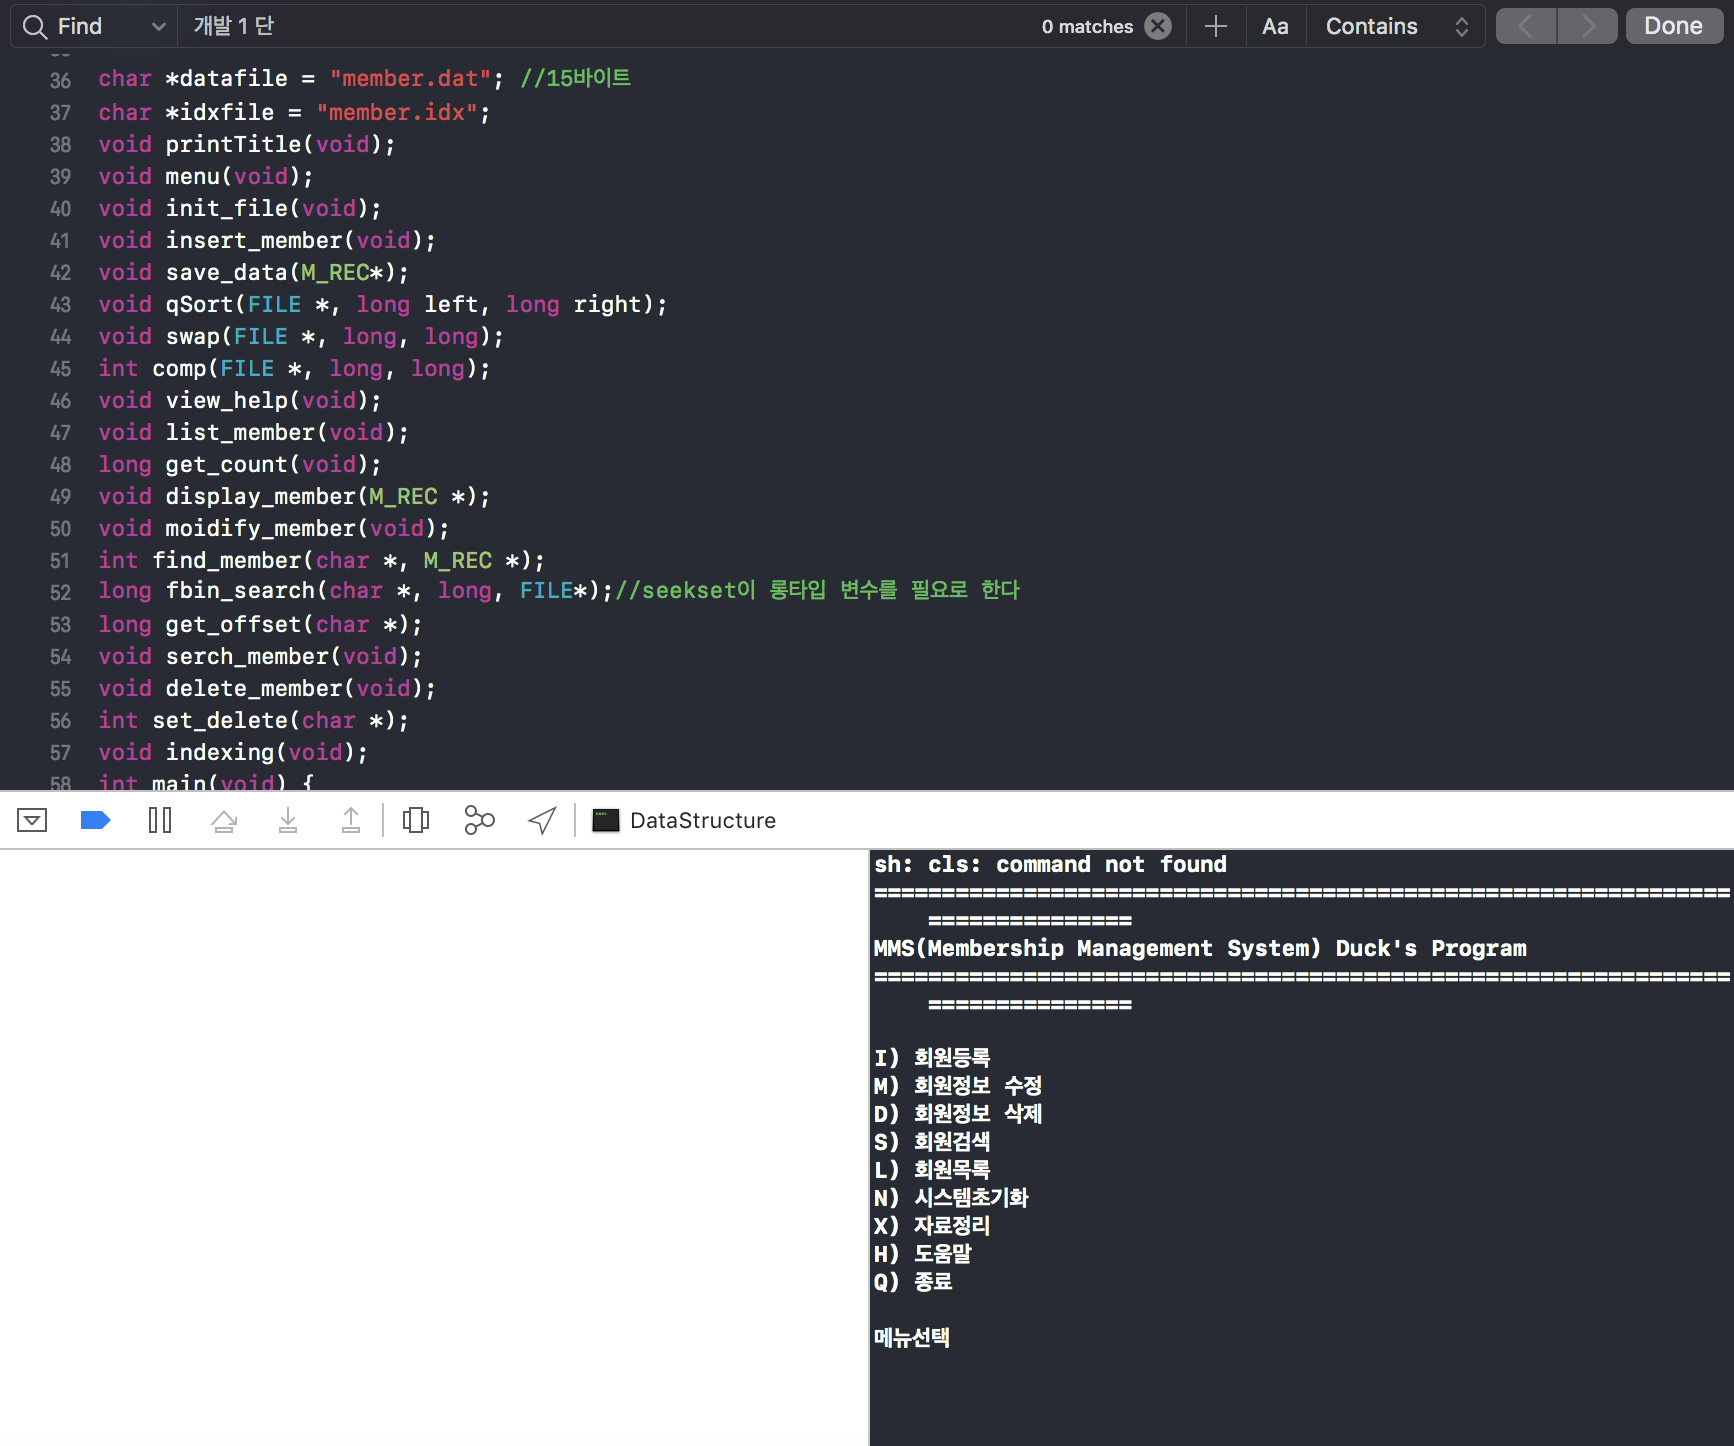 Find 개발 1 단 0 matches Aa Contains Done
36 char *datafile = "member.dat"; //15바이트
37 char *idxfile = "member.idx";
38 void printTitle(void);
39 void menu(void);
40 void init_file(void);
41 void insert_member(void);
42 void save_data(M_REC*);
43 void qSort(FILE *, long left, long right);
44 void swap(FILE *, long, long);
45 int comp(FILE *, long, long);
46 void view_help(void);
47 void list_member(void);
48 long get_count(void);
49 void display_member(M_REC *);
50 void moidify_member(void);
51 int find_member(char *, M_REC *);
52 long fbin_search(char *, long, FILE*);//seekset이 롱타입 변수를 필요로 한다
53 long get_offset(char *);
54 void serch_member(void);
55 void delete_member(void);
56 int set_delete(char *);
57 void indexing(void);
58 int main(void) {
DataStructure
sh: cls: command not found
===============================================================
===============
MMS(Membership Management System) Duck's Program
===============================================================
===============
I) 회원등록
M) 회원정보 수정
D) 회원정보 삭제
S) 회원검색
L) 회원목록
N) 시스템초기화
X) 자료정리
H) 도움말
Q) 종료
메뉴선택